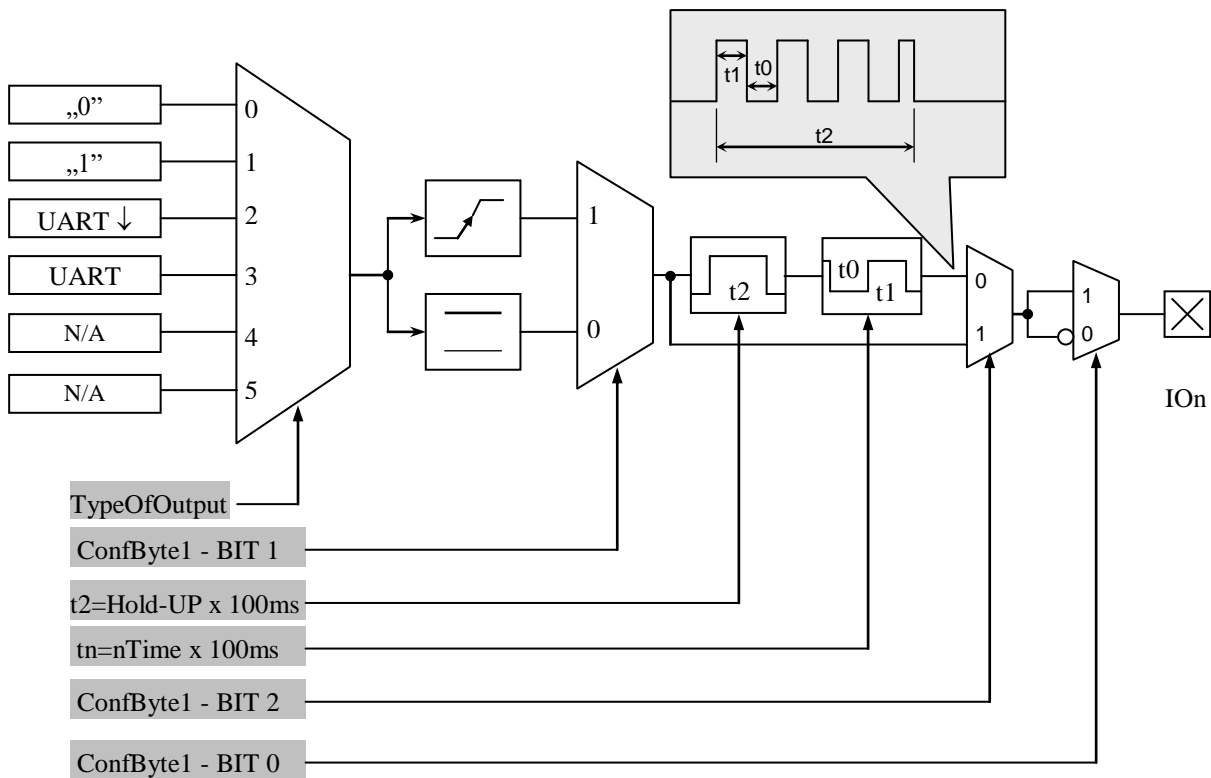 t1
t0
t2
„0”
„1”
UART ↓
UART
N/A
N/A
0
1
2
3
4
5
1
0
t2
t0
t1
0
1
1
0
IOn
TypeOfOutput
ConfByte1 - BIT 1
t2=Hold-UP x 100ms
tn=nTime x 100ms
ConfByte1 - BIT 2
ConfByte1 - BIT 0